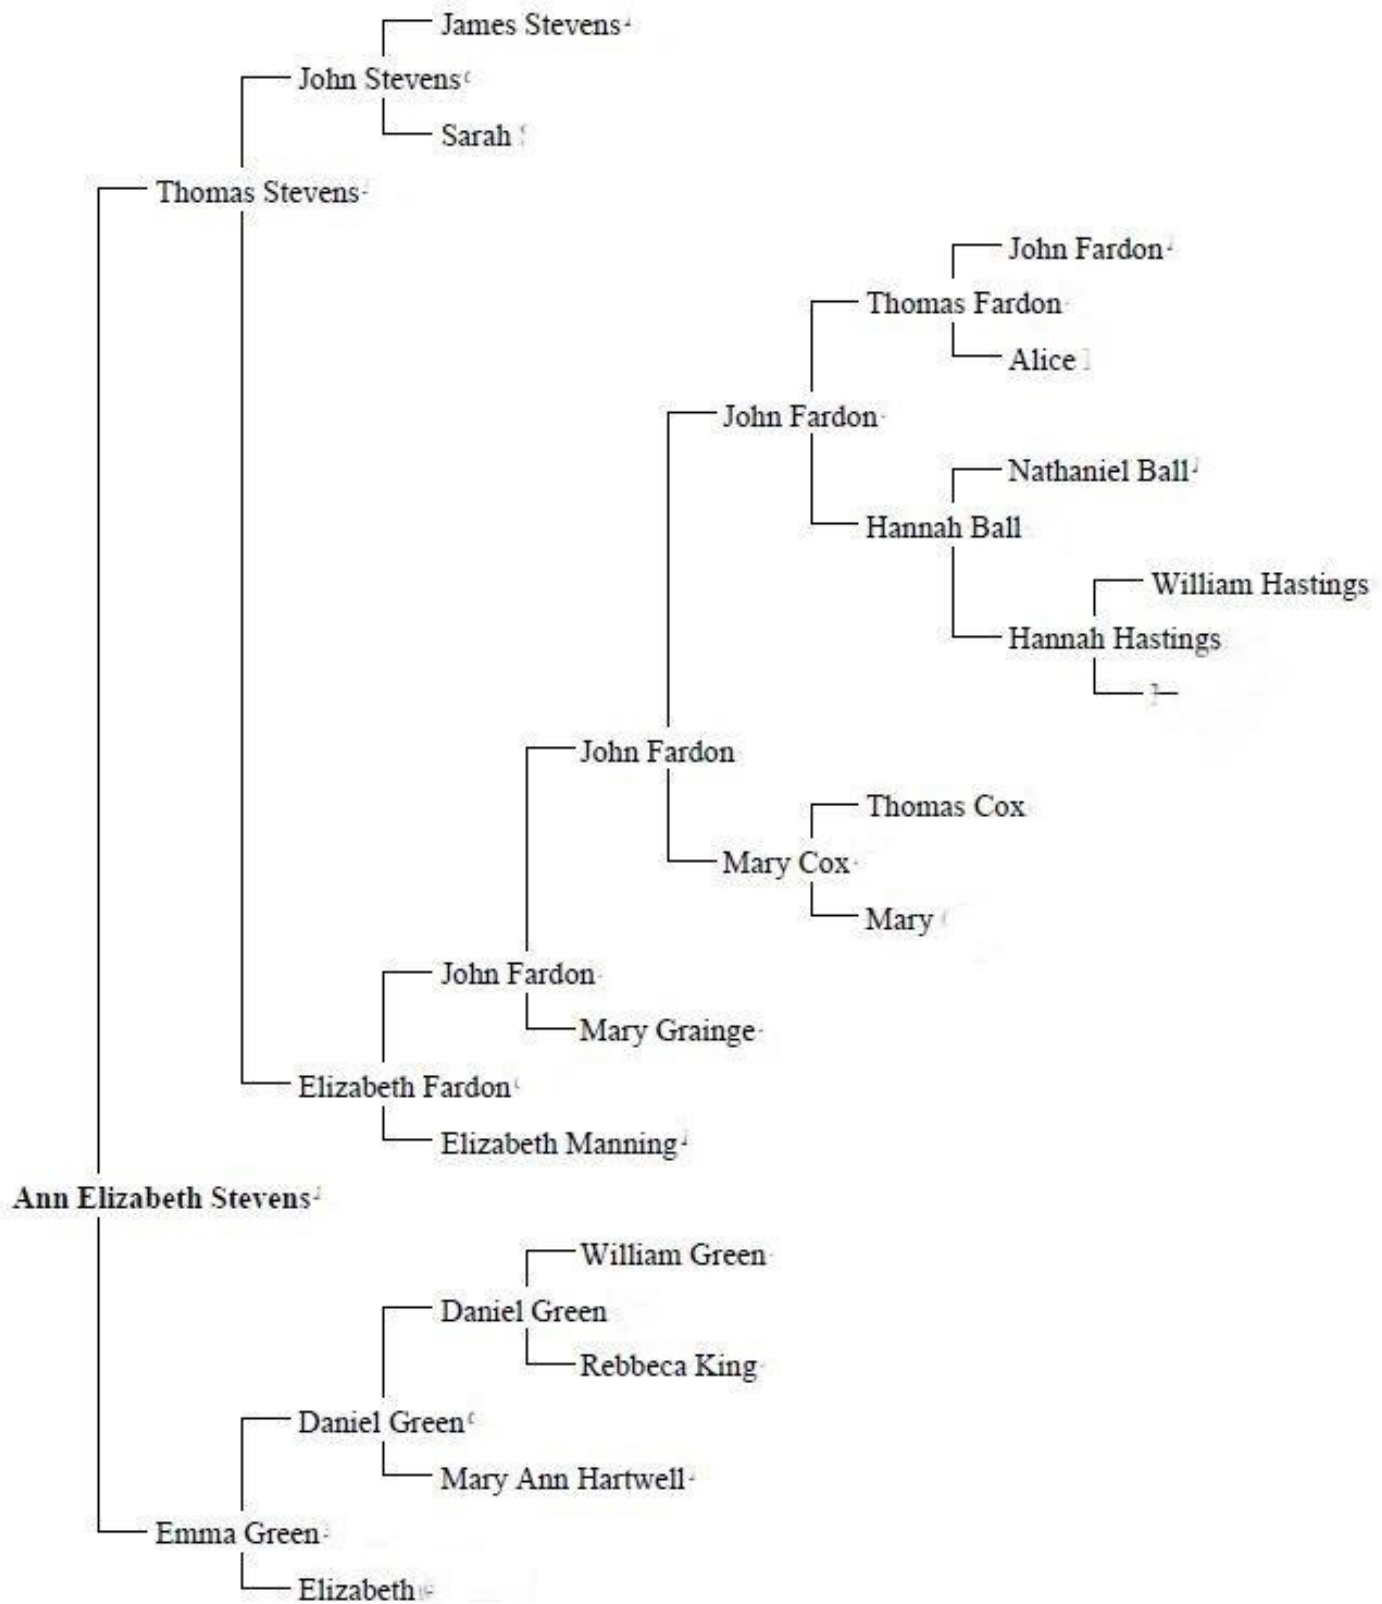 James Stevens
John Stevens
Sarah
Thomas Stevens
John Fardon
Thomas Fardon
Alice
John Fardon
Nathaniel Ball
Hannah Ball
William Hastings
Hannah Hastings
John Fardon
Thomas Cox
Mary Cox
Mary
John Fardon
Mary Grainge
Elizabeth Fardon
Elizabeth Manning
Ann Elizabeth Stevens
William Green
Daniel Green
Rebbeca King
Daniel Green
Mary Ann Hartwell
Emma Green
Elizabeth